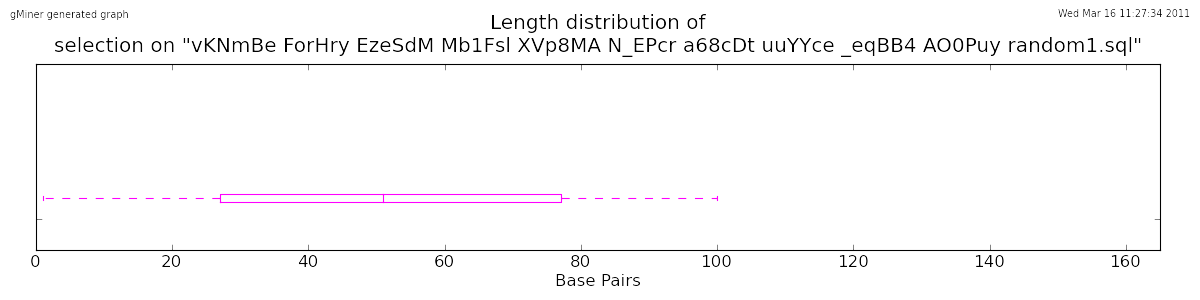 gMiner generated graph
Wed Mar 16 11:27:34 2011
Length distribution of
selection on "vKNmBe ForHry EzeSdM Mb1Fsl XVp8MA N_EPcr a68cDt uuYYce _eqBB4 AO0Puy random1.sql"
0 20 40 60 80 100 120 140 160
Base Pairs